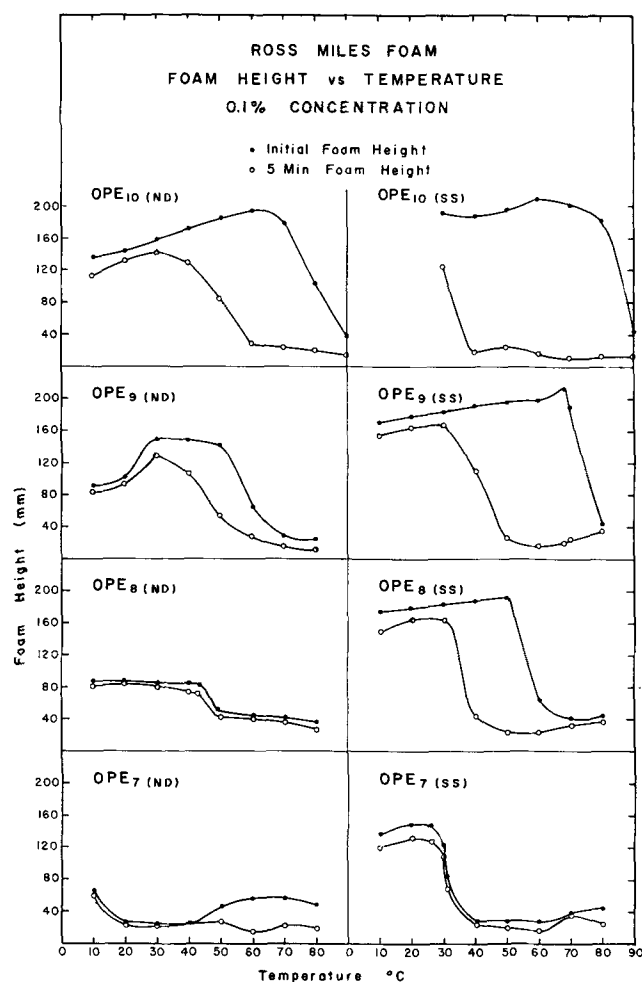 ROSS MILES FOAM
FOAM HEIGHT vs TEMPERATURE
0.1% CONCENTRATION
• Initial Foam Height
○ 5 Min Foam Height
OPE10 (ND)
OPE10 (SS)
200
160
120
80
40
OPE9 (ND)
OPE9 (SS)
200
160
120
80
40
OPE8 (ND)
OPE8 (SS)
200
160
120
80
40
OPE7 (ND)
OPE7 (SS)
200
160
120
80
40
Foam Height (mm)
0 10 20 30 40 50 60 70 80 0 10 20 30 40 50 60 70 80 90
Temperature °C